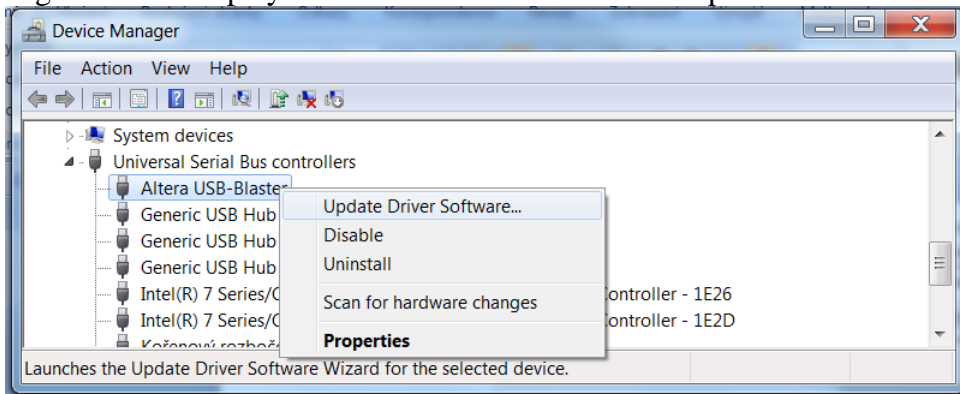 Device Manager
File Action View Help
System devices
Universal Serial Bus controllers
Altera USB-Blaster
Update Driver Software...
Generic USB Hub
Disable
Generic USB Hub
Uninstall
Generic USB Hub
Intel(R) 7 Series/C
Scan for hardware changes
ontroller - 1E26
Intel(R) 7 Series/C
ontroller - 1E2D
Properties
Launches the Update Driver Software Wizard for the selected device.